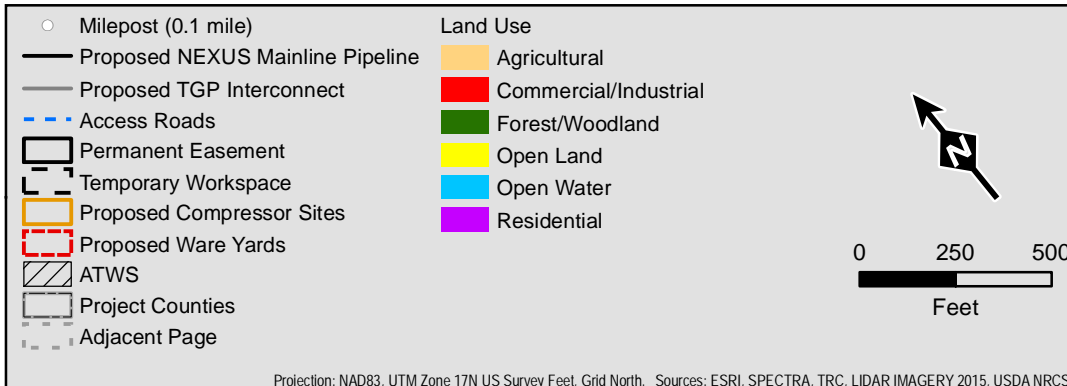 Milepost (0.1 mile)
Proposed NEXUS Mainline Pipeline
Proposed TGP Interconnect
Access Roads
Permanent Easement
Temporary Workspace
Proposed Compressor Sites
Proposed Ware Yards
ATWS
Project Counties
Adjacent Page
Land Use
Agricultural
Commercial/Industrial
Forest/Woodland
Open Land
Open Water
Residential
N
0 250 500
Feet
Projection: NAD83, UTM Zone 17N US Survey Feet, Grid North. Sources: ESRI, SPECTRA, TRC, LIDAR IMAGERY 2015, USDA NRCS